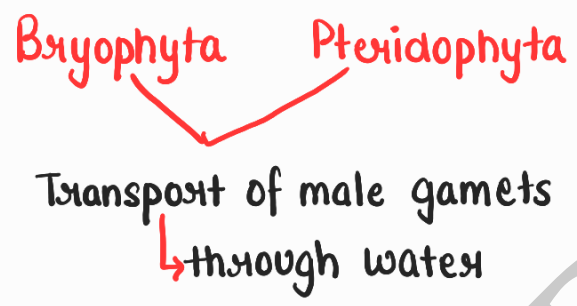 Bryophyta Pteridophyta
Transport of male gamets
through water